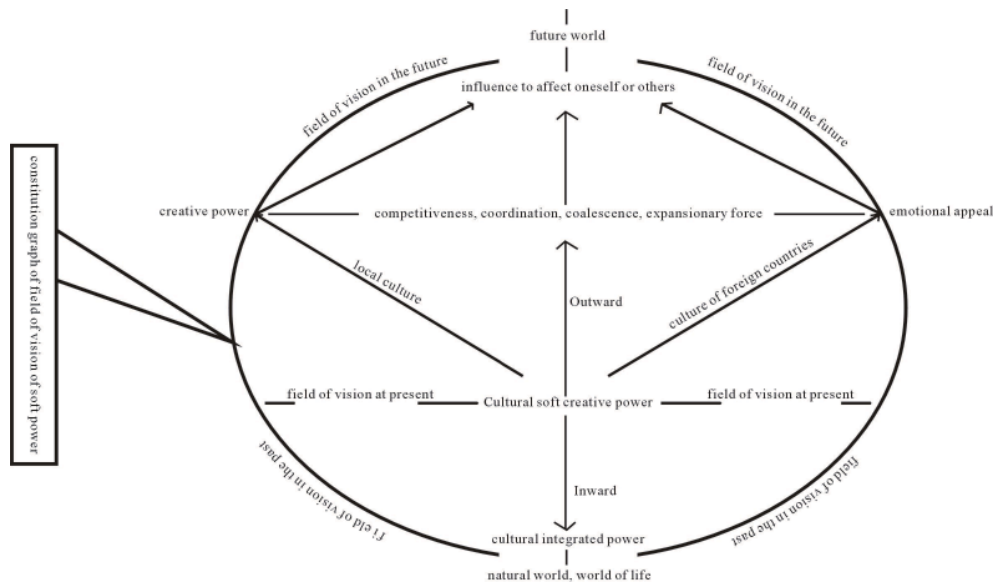 future world
field of vision in the future
field of vision in the future
influence to affect oneself or others
creative power
competitiveness, coordination, coalescence, expansionary force
emotional appeal
constitution graph of field of vision of soft power
local culture
culture of foreign countries
Outward
field of vision at present
Cultural soft creative power
field of vision at present
field of vision in the past
field of vision in the past
Inward
cultural integrated power
natural world, world of life